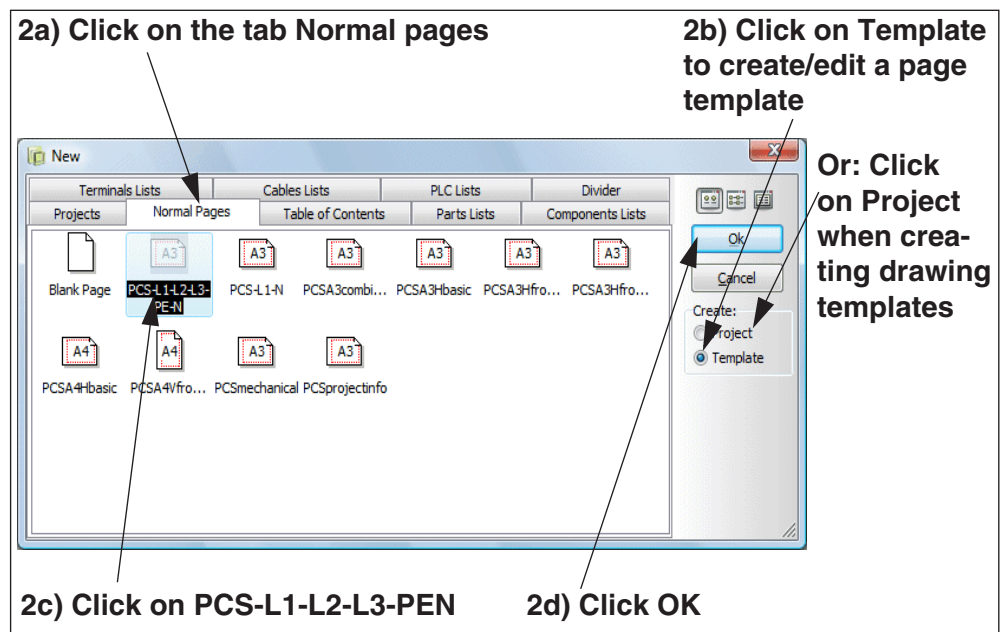 2a) Click on the tab Normal pages
2b) Click on Template
to create/edit a page
template
New
Or: Click
on Project
when crea-
ting drawing
templates
Terminals Lists
Cables Lists
PLC Lists
Divider
Projects
Normal Pages
Table of Contents
Parts Lists
Components Lists
Ok
Cancel
Create:
Project
Template
A3
A3
A3
A3
A3
A3
Blank Page
PCS-L1-L2-L3-
PE-N
PCS-L1-N
PCSA3combi...
PCSA3Hbasic
PCSA3Hfro...
PCSA3Hfro...
A4
A4
A3
A3
PCSA4Hbasic
PCSA4Vfro...
PCSmechanical
PCSprojectinfo
2c) Click on PCS-L1-L2-L3-PEN
2d) Click OK